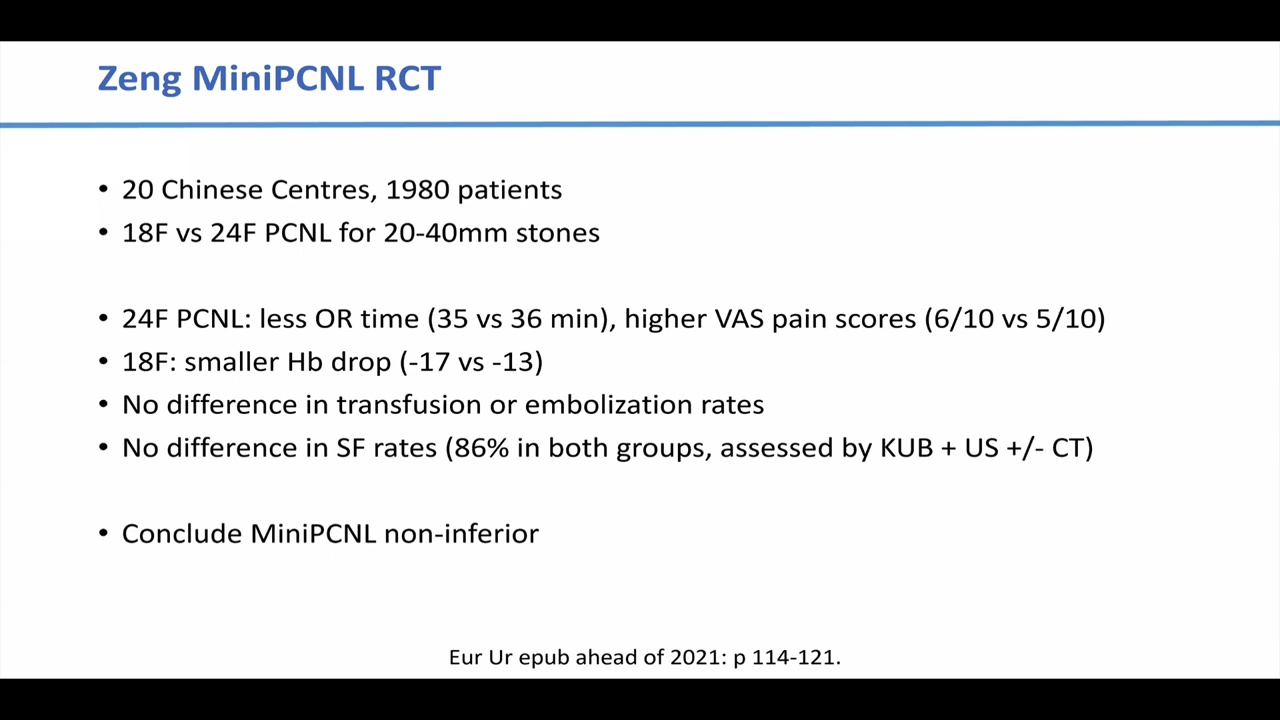 Zeng MiniPCNL RCT
• 20 Chinese Centres, 1980 patients
• 18F vs 24F PCNL for 20-40mm stones
• 24F PCNL: less OR time (35 vs 36 min), higher VAS pain scores (6/10 vs 5/10)
• 18F: smaller Hb drop (-17 vs -13)
• No difference in transfusion or embolization rates
• No difference in SF rates (86% in both groups, assessed by KUB + US +/- CT)
• Conclude MiniPCNL non-inferior
Eur Ur epub ahead of 2021: p 114-121.